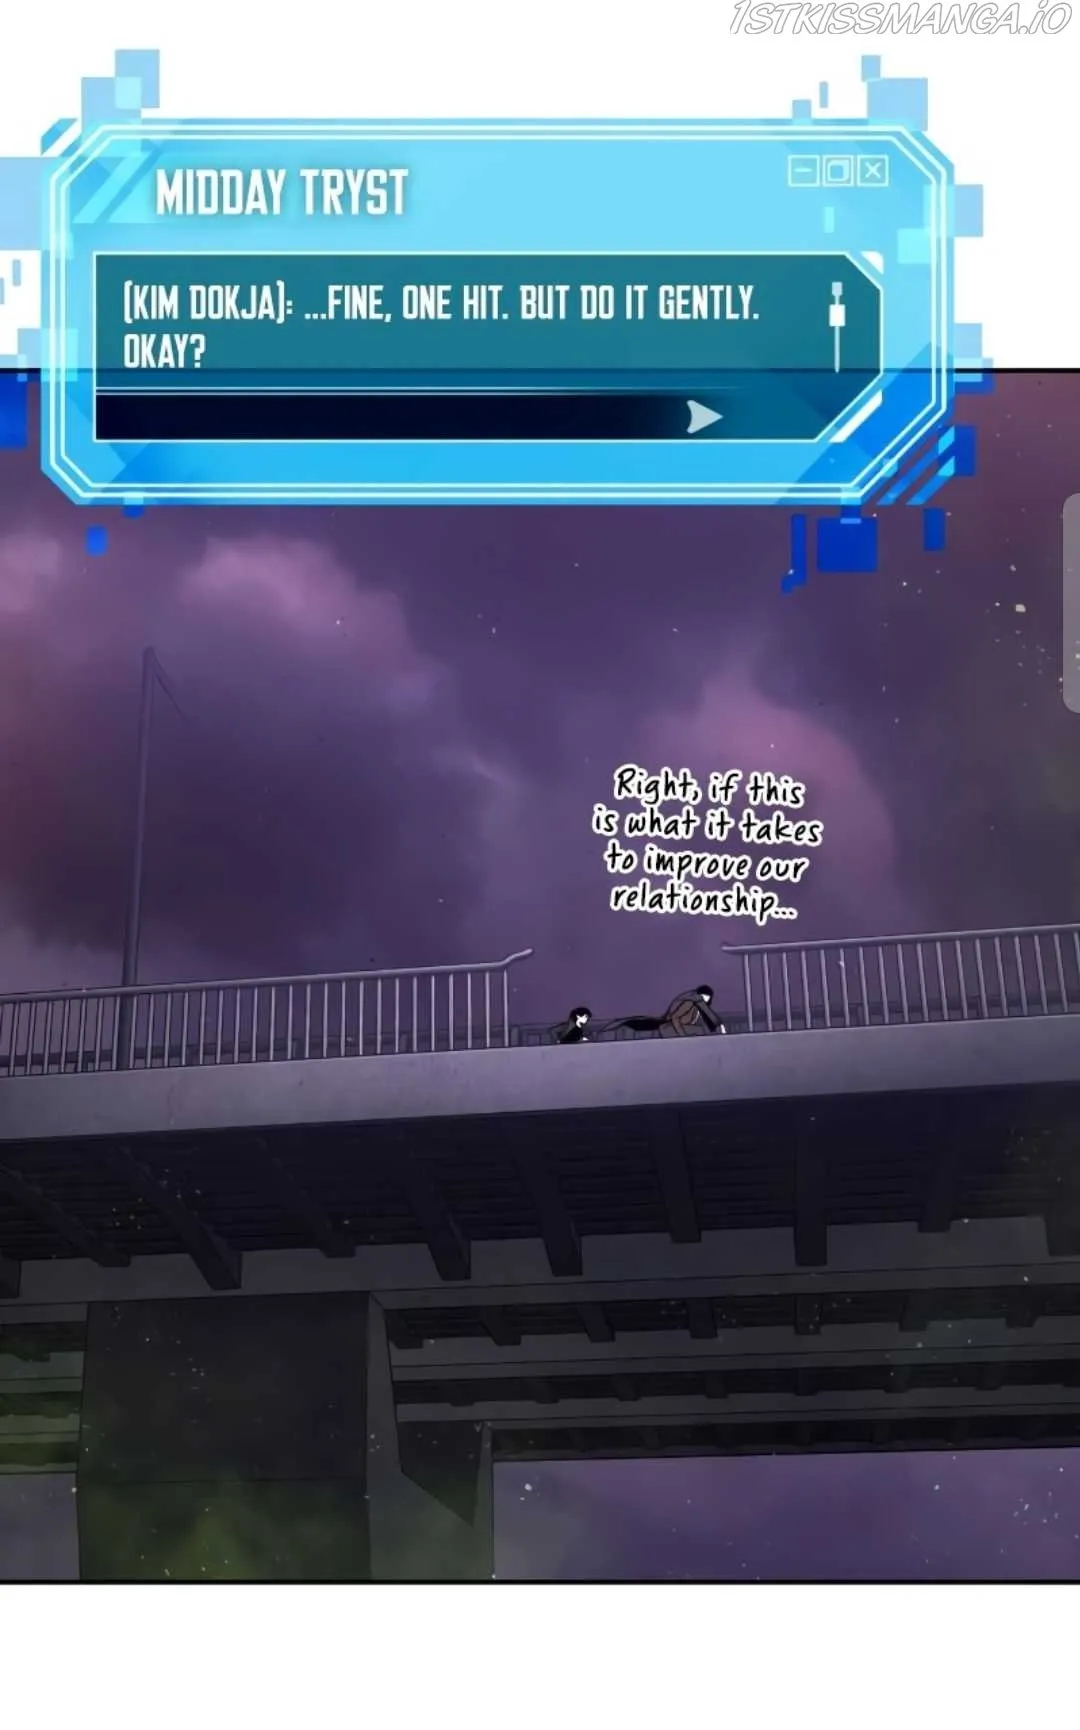 1STKISSMANGA.iO
MIDDAY TRYST
[KIM DOKJA]: ...FINE, ONE HIT. BUT DO IT GENTLY.
OKAY?
Right, if this
is what it takes
to improve our
relationship...